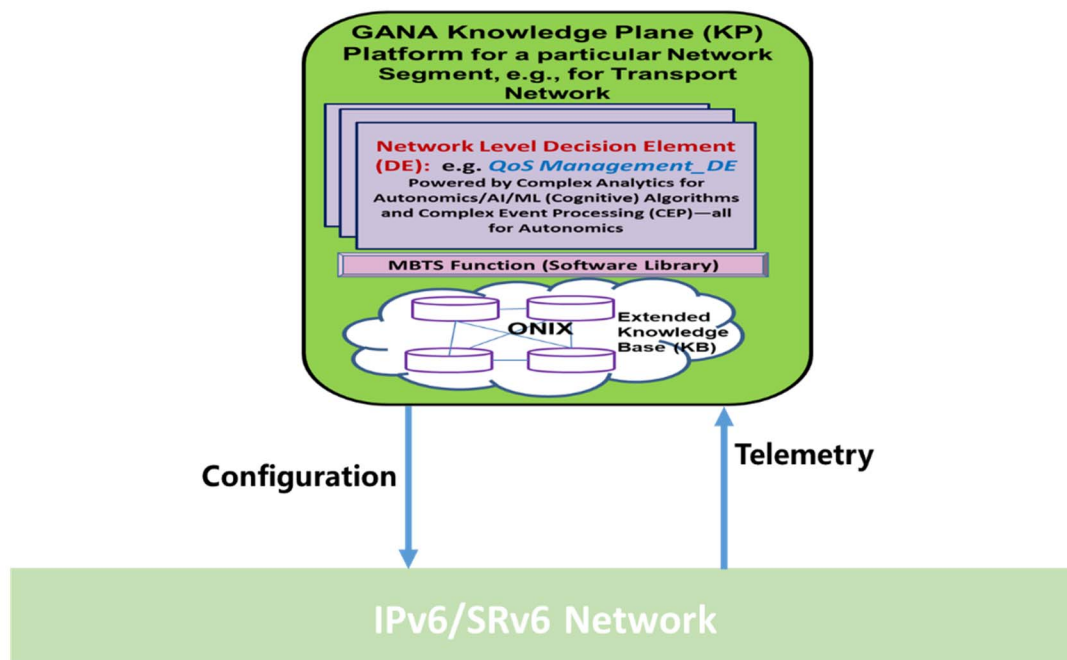 GANA Knowledge Plane (KP)
Platform for a particular Network
Segment, e.g., for Transport
Network
Network Level Decision Element
(DE): e.g. QoS Management_DE
Powered by Complex Analytics for
Autonomics/AI/ML (Cognitive) Algorithms
and Complex Event Processing (CEP)—all
for Autonomics
MBTS Function (Software Library)
ONIX
Extended
Knowledge
Base (KB)
Configuration
Telemetry
IPv6/SRv6 Network